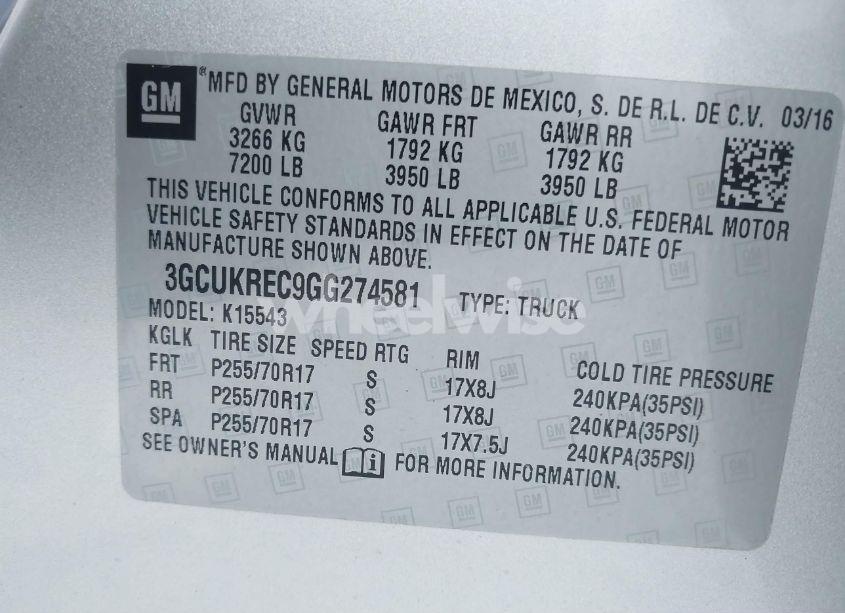 GM ® MFD BY GENERAL MOTORS DE MEXICO, S. DE R.L. DE C.V. 03/16
GVWR GAWR FRT GAWR RR
3266 KG 1792 KG 1792 KG
7200 LB 3950 LB 3950 LB
THIS VEHICLE CONFORMS TO ALL APPLICABLE U.S. FEDERAL MOTOR
VEHICLE SAFETY STANDARDS IN EFFECT ON THE DATE OF
MANUFACTURE SHOWN ABOVE.
3GCUKREC9GG274581 TYPE: TRUCK
wheelwise
MODEL: K15543
KGLK TIRE SIZE SPEED RTG RIM COLD TIRE PRESSURE
FRT P255/70R17 S 17X8J 240KPA(35PSI)
RR P255/70R17 S 17X8J 240KPA(35PSI)
SPA P255/70R17 S 17X7.5J 240KPA(35PSI)
SEE OWNER'S MANUAL i FOR MORE INFORMATION.